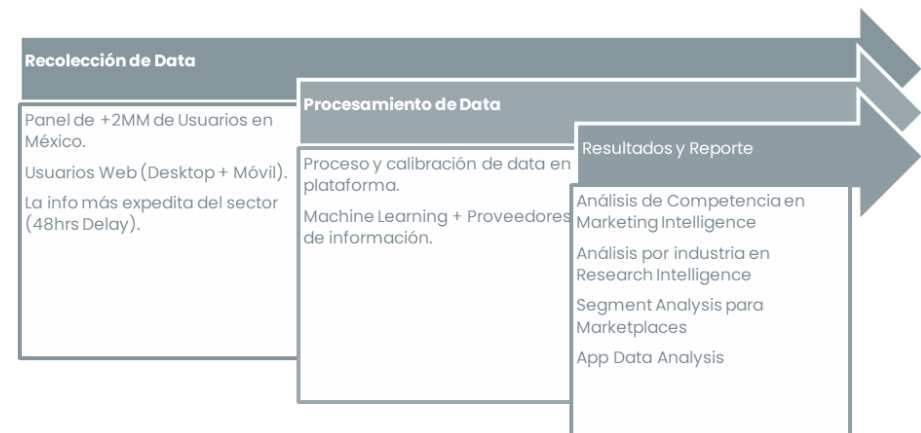 Recolección de Data
Panel de +2MM de Usuarios en
México.
Usuarios Web (Desktop + Móvil).
La info más expedita del sector
(48hrs Delay).
Procesamiento de Data
Proceso y calibración de data en
plataforma.
Machine Learning + Proveedores
de información.
Resultados y Reporte
Análisis de Competencia en
Marketing Intelligence
Análisis por industria en
Research Intelligence
Segment Analysis para
Marketplaces
App Data Analysis